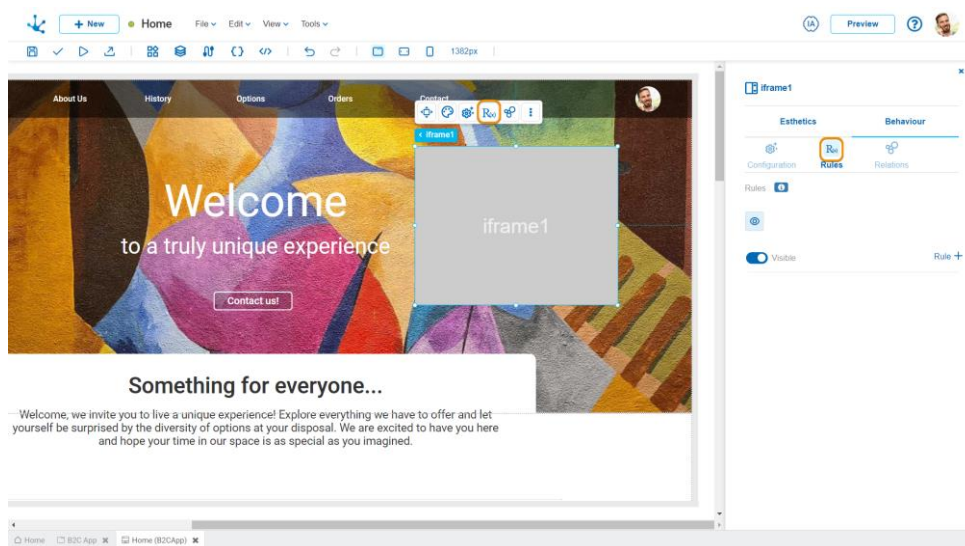 + New
Home
File
Edit
View
Tools
IA
Preview
?
1382px
About Us
History
Options
Orders
Contact
R(x)
< iframe1
iframe1
Welcome
to a truly unique experience
Contact us!
Something for everyone...
Welcome, we invite you to live a unique experience! Explore everything we have to offer and let
yourself be surprised by the diversity of options at your disposal. We are excited to have you here
and hope your time in our space is as special as you imagined.
iframe1
Esthetics
Behaviour
R(x)
Configuration
Rules
Relations
Rules
Visible
Rule +
Home
B2C App
Home (B2CApp)